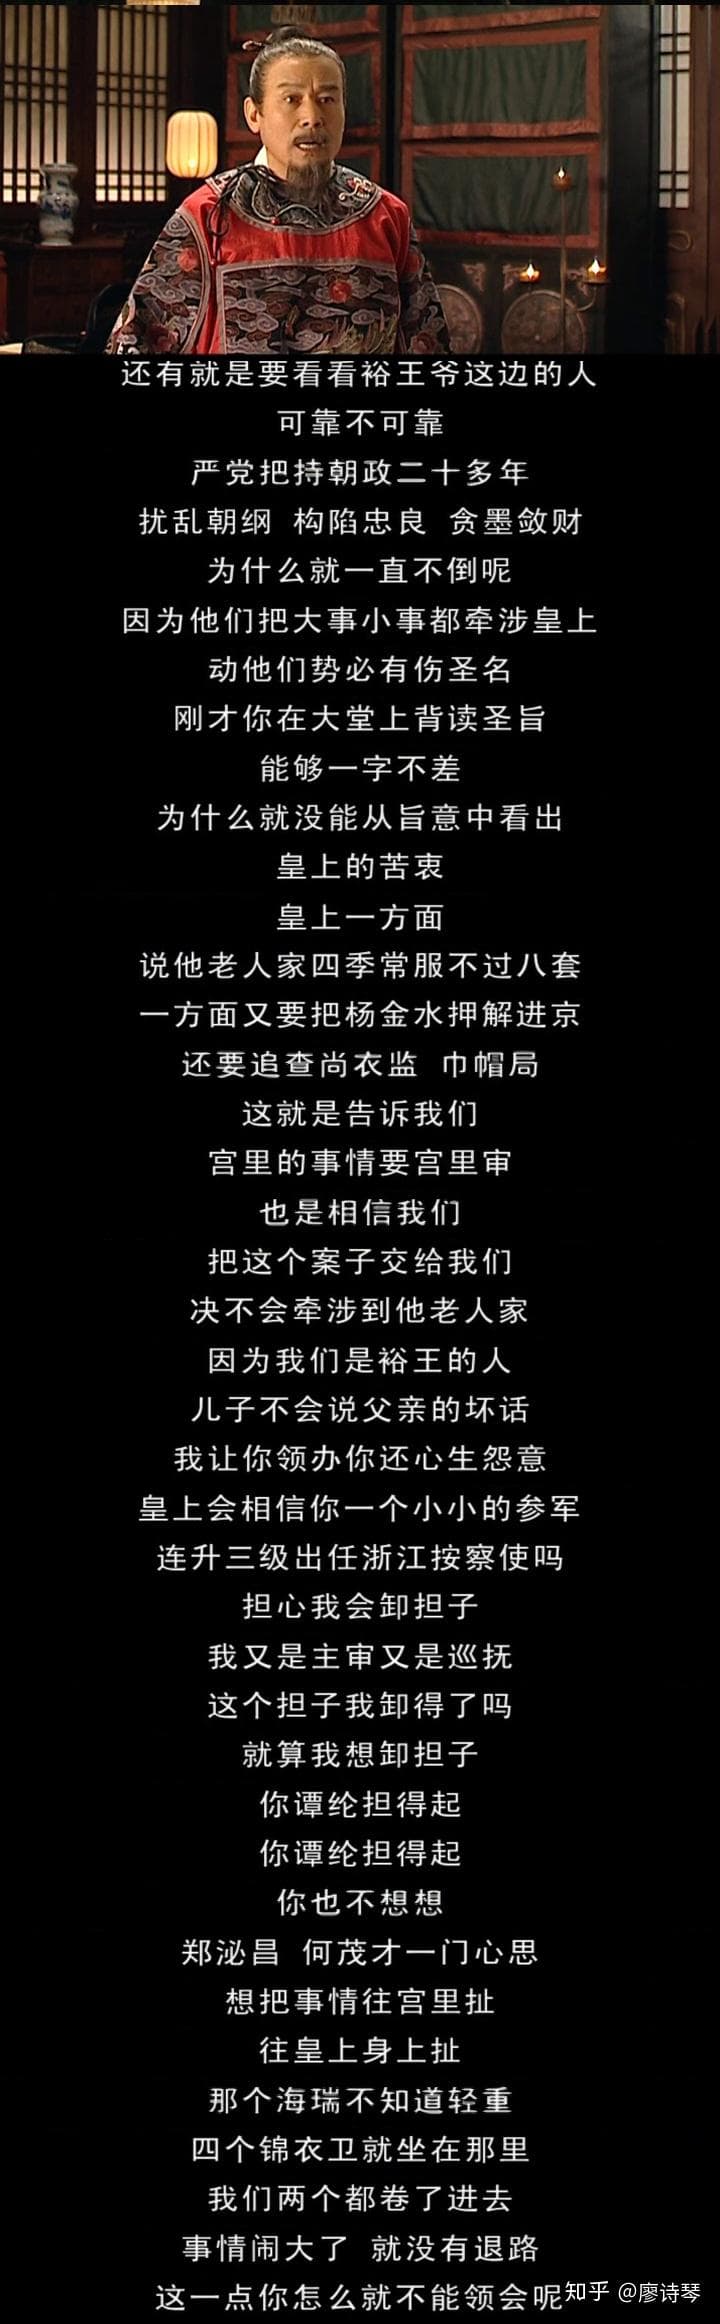 还有就是要看看裕王爷这边的人
可靠不可靠
严党把持朝政二十多年
扰乱朝纲 构陷忠良 贪墨敛财
为什么就一直不倒呢
因为他们把大事小事都牵涉皇上
动他们势必有伤圣名
刚才你在大堂上背读圣旨
能够一字不差
为什么就没能从旨意中看出
皇上的苦衷
皇上一方面
说他老人家四季常服不过八套
一方面又要把杨金水押解进京
还要追查尚衣监 巾帽局
这就是告诉我们
宫里的事情要宫里审
也是相信我们
把这个案子交给我们
决不会牵涉到他老人家
因为我们是裕王的人
儿子不会说父亲的坏话
我让你领办你还心生怨意
皇上会相信你一个小小的参军
连升三级出任浙江按察使吗
担心我会卸担子
我又是主审又是巡抚
这个担子我卸得了吗
就算我想卸担子
你谭纶担得起
你谭纶担得起
你也不想想
郑泌昌 何茂才一门心思
想把事情往宫里扯
往皇上身上扯
那个海瑞不知道轻重
四个锦衣卫就坐在那里
我们两个都卷了进去
事情闹大了 就没有退路
这一点你怎么就不能领会呢
知乎 @廖诗琴